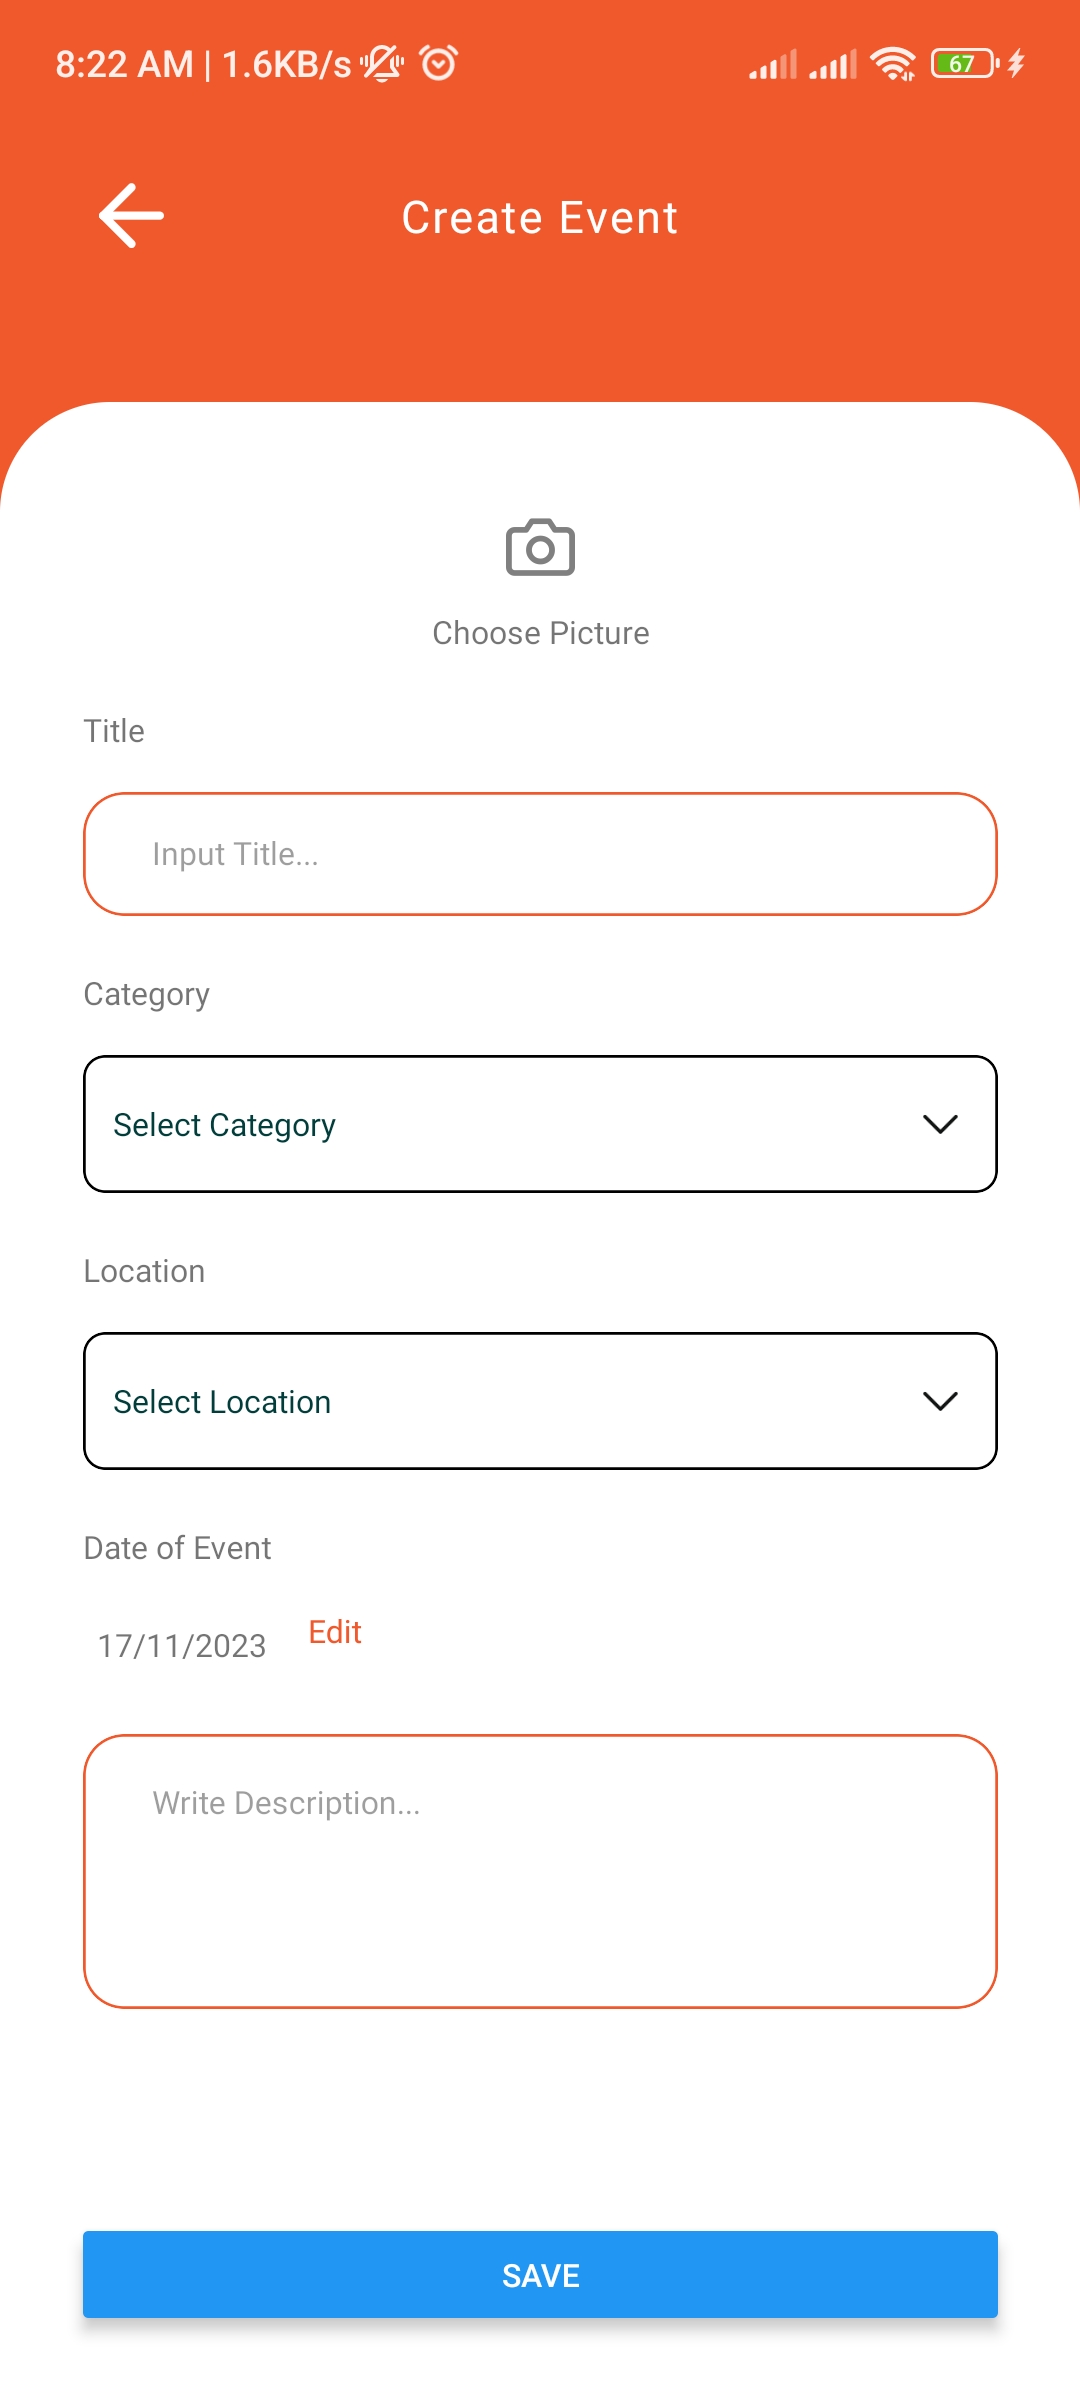 8:22 AM | 1.6KB/s 67
Create Event
Choose Picture
Title
Input Title...
Category
Select Category
Location
Select Location
Date of Event
17/11/2023 Edit
Write Description...
SAVE